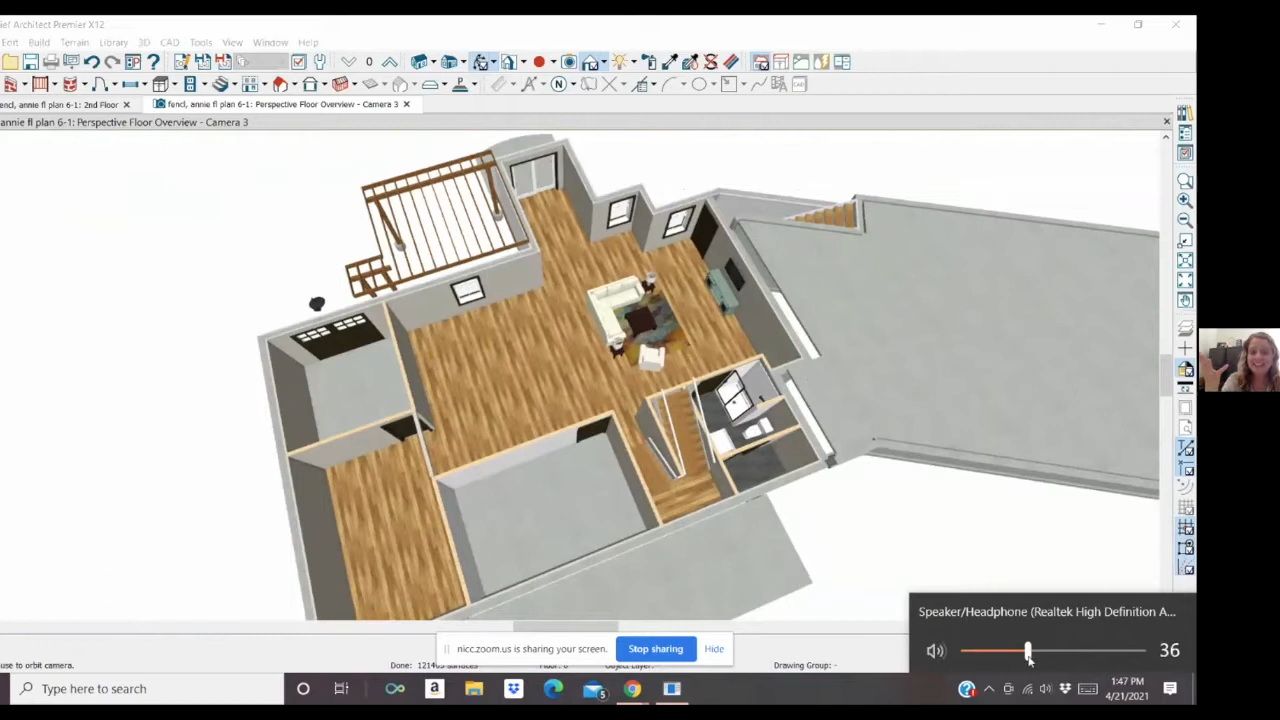 ief Architect Premier X12
Edit Build Terrain Library 3D CAD Tools View Window Help
0
fencl, annie fl plan 6-1: 2nd Floor
fencl, annie fl plan 6-1: Perspective Floor Overview - Camera 3
annie fl plan 6-1: Perspective Floor Overview - Camera 3
Speaker/Headphone (Realtek High Definition A...
36
nicc.zoom.us is sharing your screen.
Stop sharing
Hide
use to orbit camera.
Drawing Group: -
Type here to search
5
1:47 PM
4/21/2021